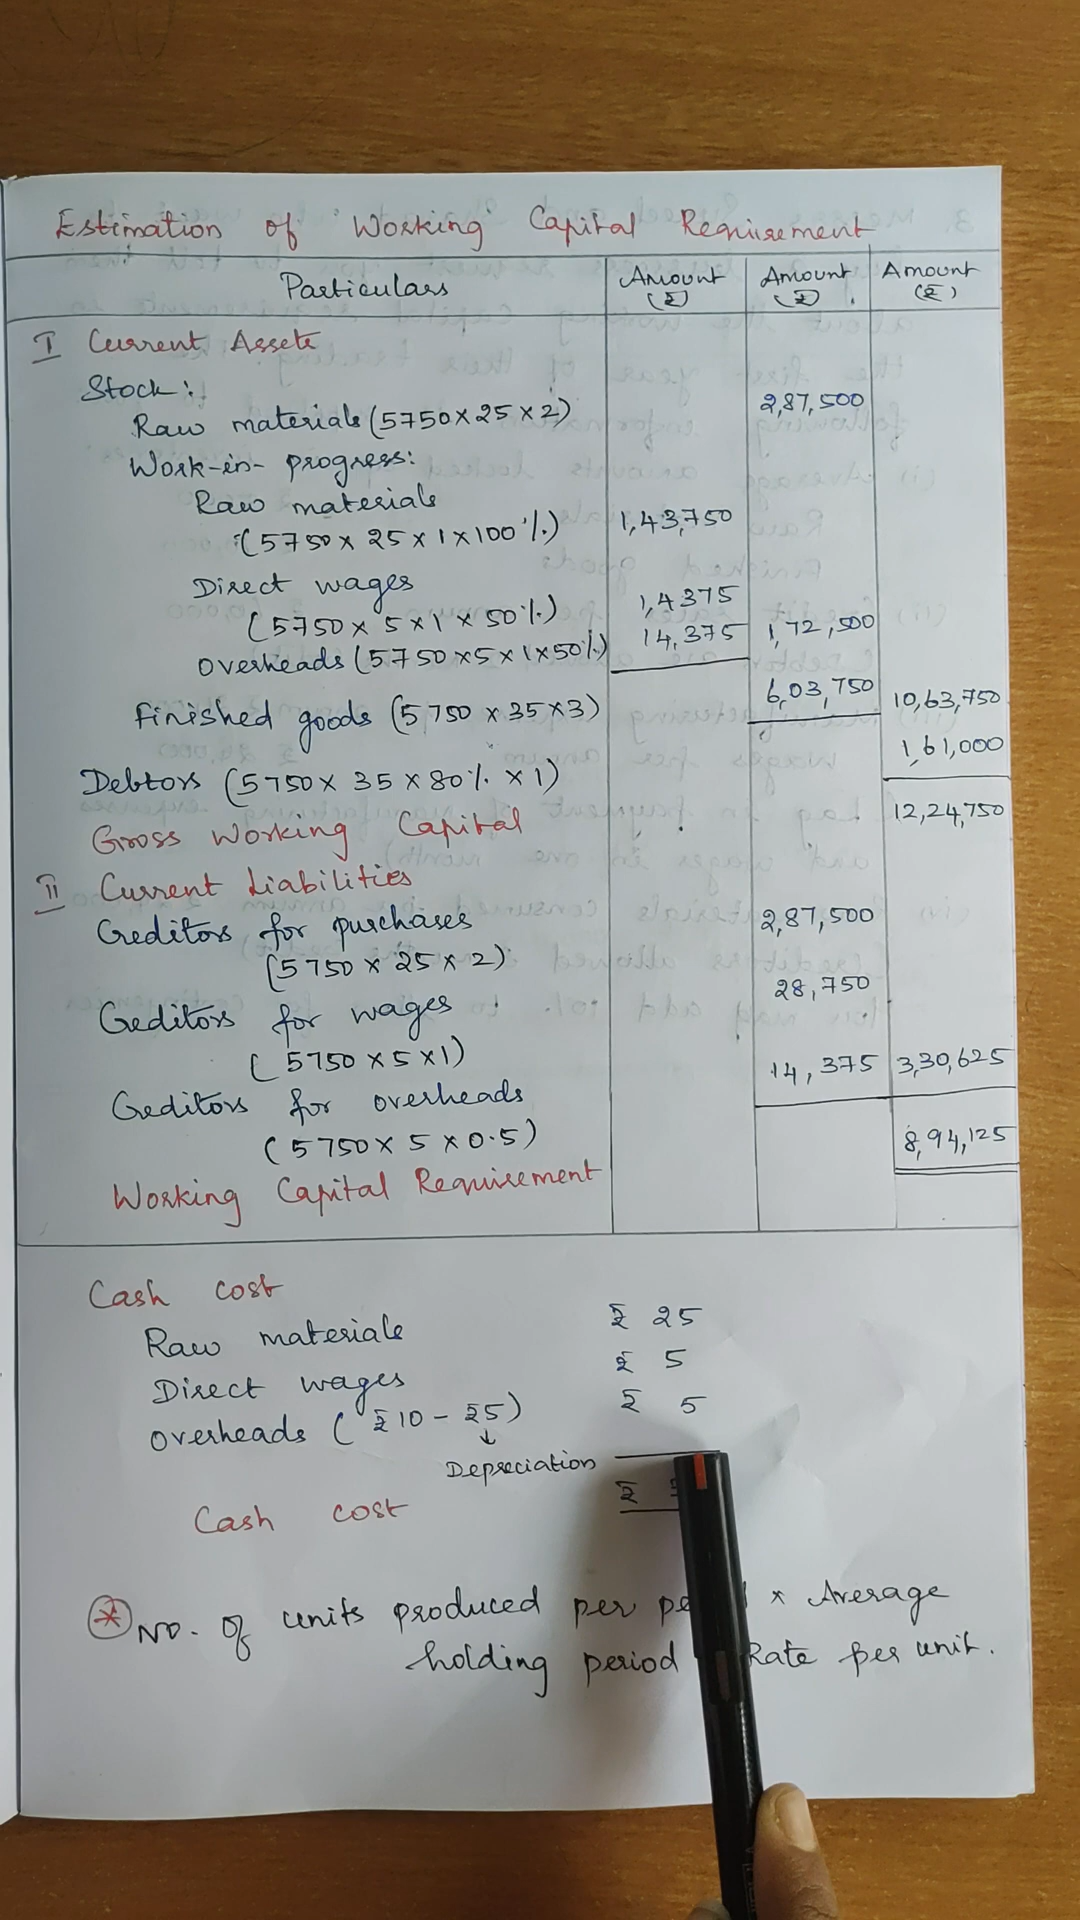 Estimation of Working Capital Requirement
Particulars Amount (₹) Amount (₹) Amount (₹)
I Current Assets
Stock:
Raw materials (5750 x 25 x 2) 2,87,500
Work-in-progress:
Raw materials
(5750 x 25 x 1 x 100%) 1,43,750
Direct wages
(5750 x 5 x 1 x 50%) 1,4375
overheads (5750 x 5 x 1 x 50%) 14,375 1,72,500
Finished goods (5750 x 35 x 3) 6,03,750 10,63,750
Debtors (5750 x 35 x 80% x 1) 1,61,000
Gross Working Capital 12,24,750
II Current Liabilities
Creditors for purchases 2,87,500
(5750 x 25 x 2)
Creditors for wages 28,750
(5750 x 5 x 1)
Creditors for overheads 14,375 3,30,625
(5750 x 5 x 0.5)
Working Capital Requirement 8,94,125
Cash cost
Raw materials ₹ 25
Direct wages ₹ 5
overheads (₹10 - ₹5) ₹ 5
↓
Depreciation
Cash cost ₹
* No. of units produced per x Average
holding period Rate per unit.